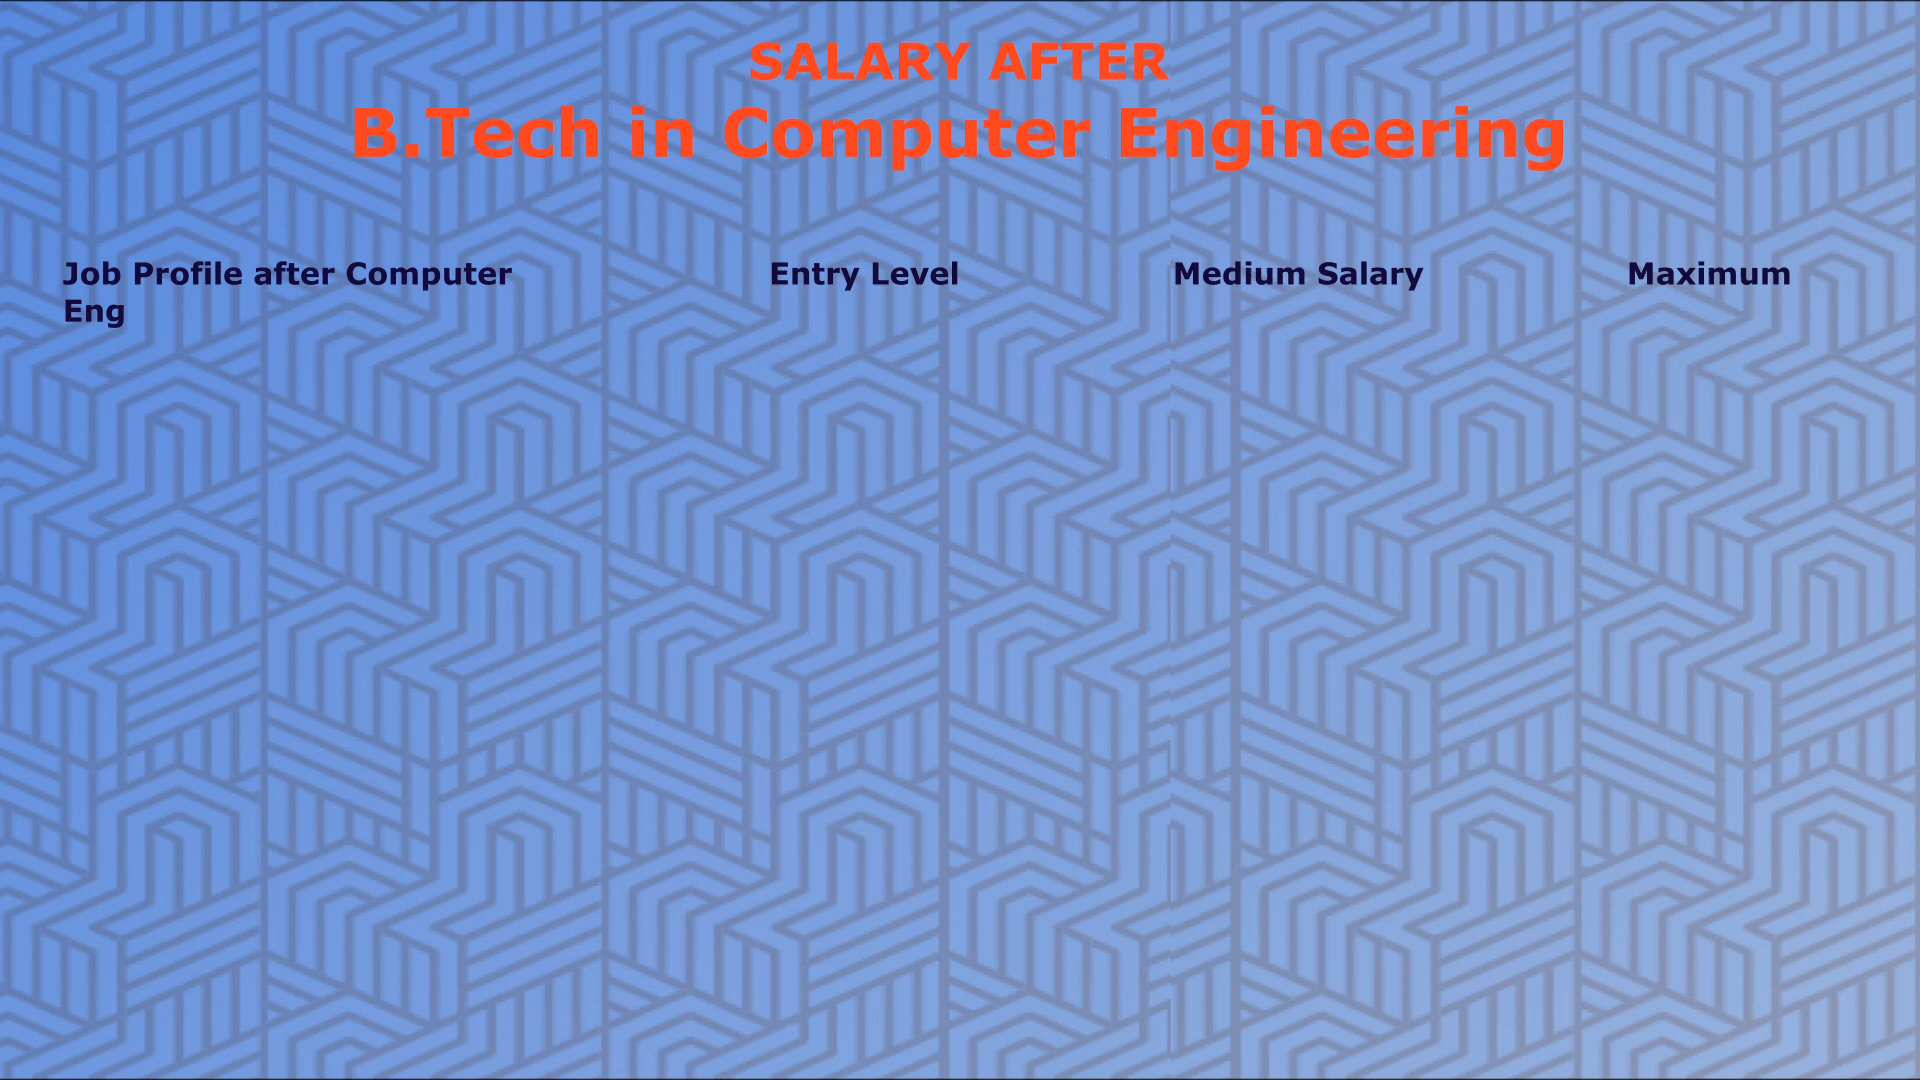 SALARY AFTER
B.Tech in Computer Engineering
Job Profile after Computer Eng
Entry Level
Medium Salary
Maximum